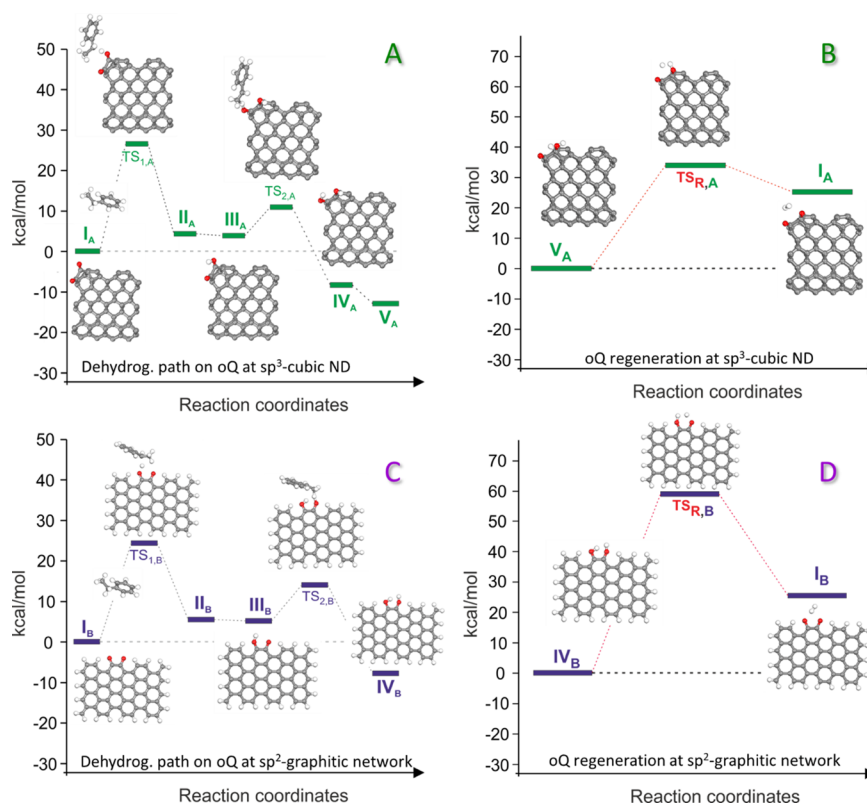 A
50
40
30
20
10
0
-10
-20
-30
kcal/mol
TS1,A
IA
IIA
IIIA
TS2,A
IVA
VA
Dehydrog. path on oQ at sp³-cubic ND
Reaction coordinates
B
70
60
50
40
30
20
10
0
-10
-20
-30
kcal/mol
TSR,A
IA
VA
oQ regeneration at sp³-cubic ND
Reaction coordinates
C
50
40
30
20
10
0
-10
-20
-30
kcal/mol
TS1,B
IB
IIB
IIIB
TS2,B
IVB
Dehydrog. path on oQ at sp²-graphitic network
Reaction coordinates
D
70
60
50
40
30
20
10
0
-10
-20
-30
kcal/mol
TSR,B
IB
IVB
oQ regeneration at sp²-graphitic network
Reaction coordinates